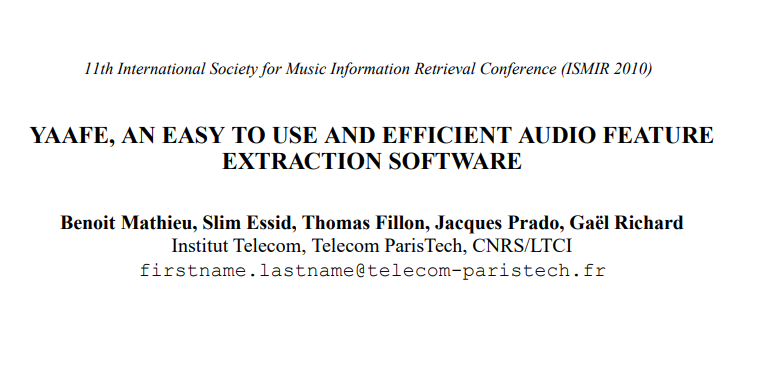 11th International Society for Music Information Retrieval Conference (ISMIR 2010)
YAAFE, AN EASY TO USE AND EFFICIENT AUDIO FEATURE
EXTRACTION SOFTWARE
Benoit Mathieu, Slim Essid, Thomas Fillon, Jacques Prado, Gaël Richard
Institut Telecom, Telecom ParisTech, CNRS/LTCI
firstname.lastname@telecom-paristech.fr